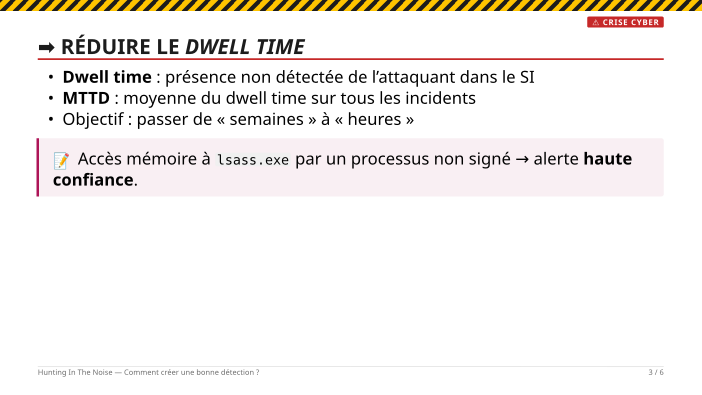 ⚠ CRISE CYBER
➡ RÉDUIRE LE DWELL TIME
• Dwell time : présence non détectée de l’attaquant dans le SI
• MTTD : moyenne du dwell time sur tous les incidents
• Objectif : passer de « semaines » à « heures »
📝 Accès mémoire à lsass.exe par un processus non signé → alerte haute
confiance.
Hunting In The Noise — Comment créer une bonne détection ?
3 / 6